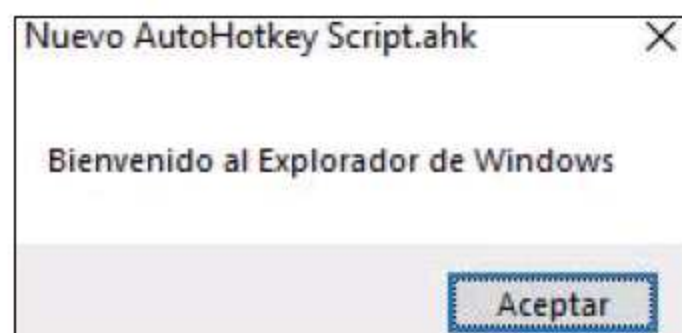 Nuevo AutoHotkey Script.ahk
Bienvenido al Explorador de Windows
Aceptar